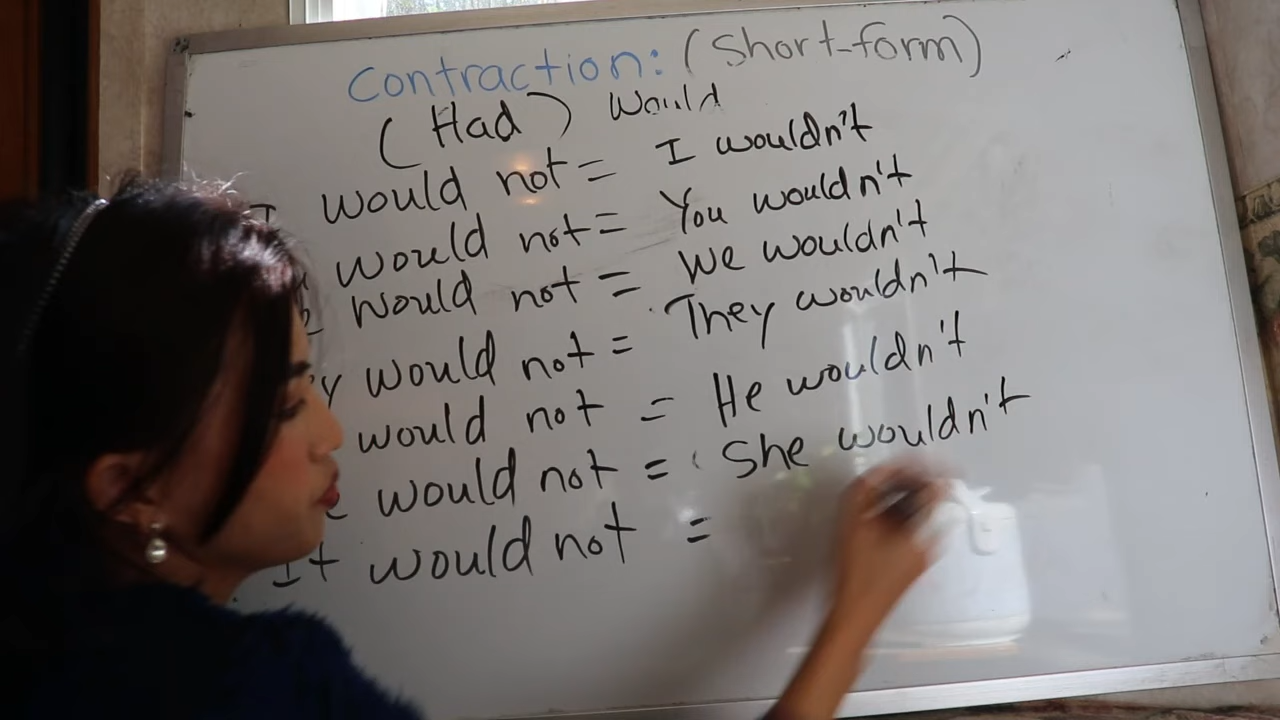 Contraction: (Short-form)
(Had) would
I would not = I wouldn't
would not = You wouldn't
would not = We wouldn't
would not = They wouldn't
would not = He wouldn't
would not = She wouldn't
It would not =